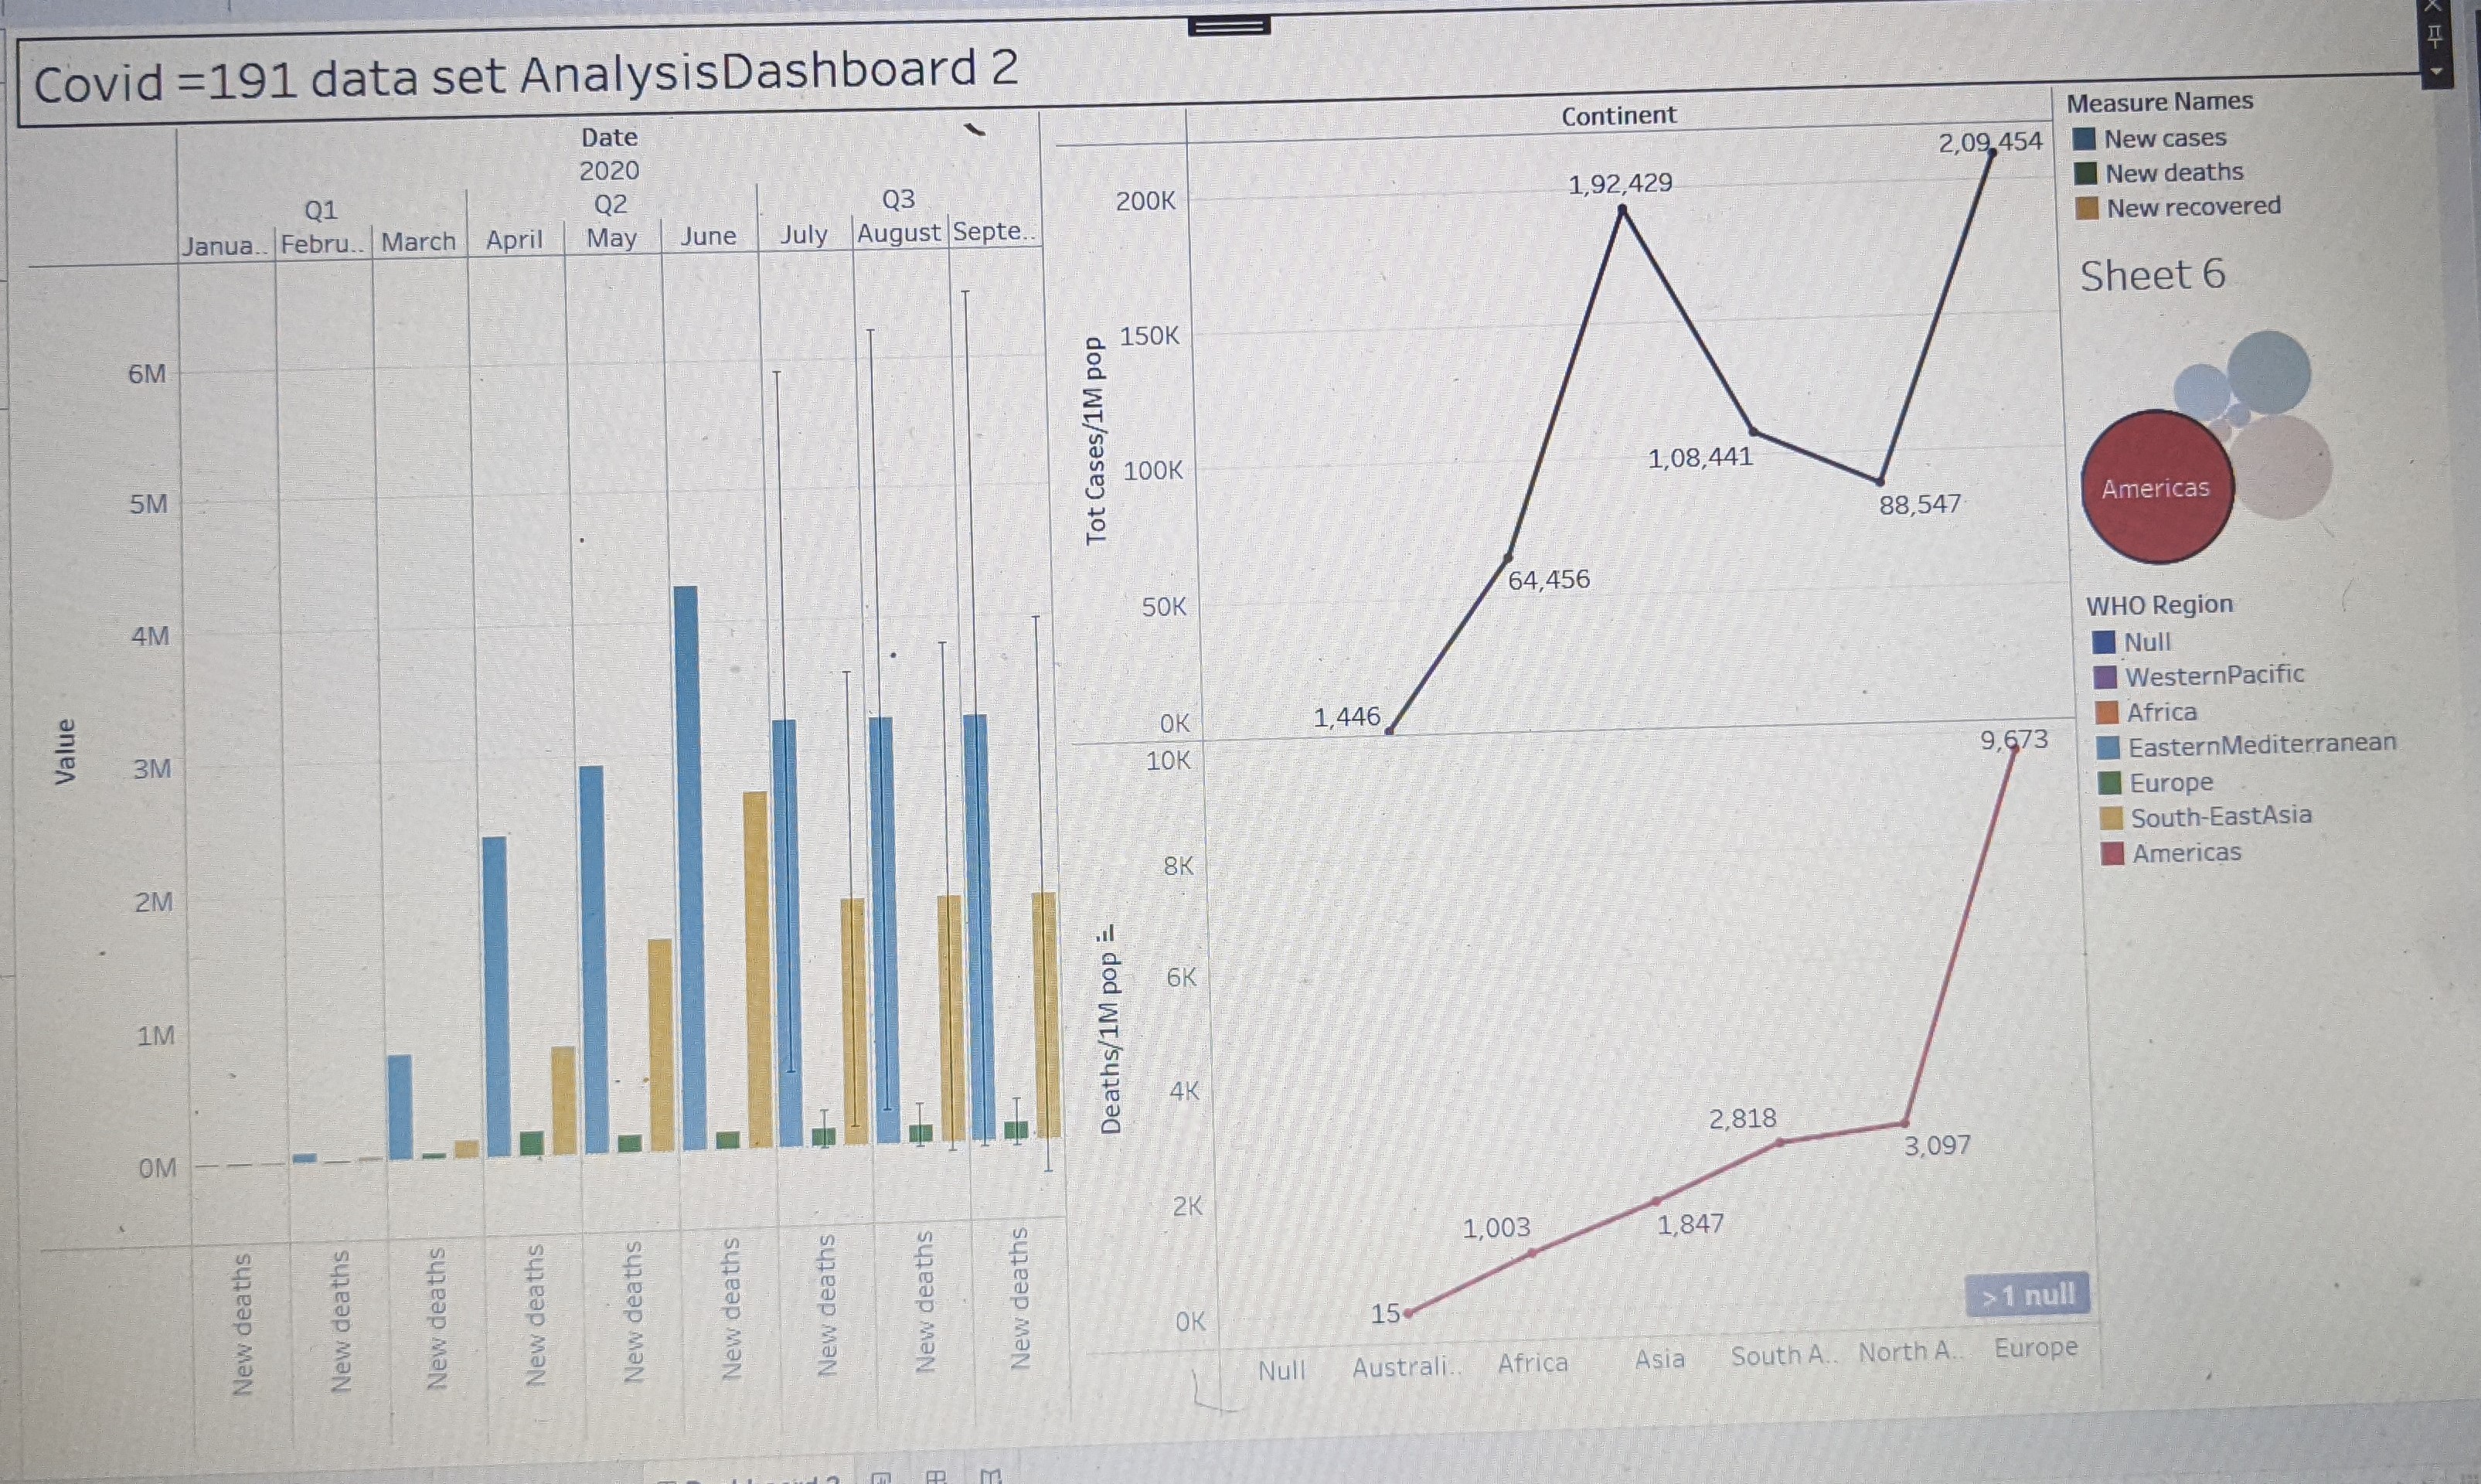 Covid =191 data set AnalysisDashboard 2
Date
2020
Q1
Q2
Q3
Janua..
Febru..
March
April
May
June
July
August
Septe..
Value
6M
5M
4M
3M
2M
1M
0M
New deaths
New deaths
New deaths
New deaths
New deaths
New deaths
New deaths
New deaths
New deaths
Continent
Tot Cases/1M pop
200K
150K
100K
50K
0K
1,446
64,456
1,92,429
1,08,441
88,547
2,09,454
Deaths/1M pop
10K
8K
6K
4K
2K
0K
15
1,003
1,847
2,818
3,097
9,673
>1 null
Null
Australi..
Africa
Asia
South A..
North A..
Europe
Measure Names
New cases
New deaths
New recovered
Sheet 6
Americas
WHO Region
Null
WesternPacific
Africa
EasternMediterranean
Europe
South-EastAsia
Americas